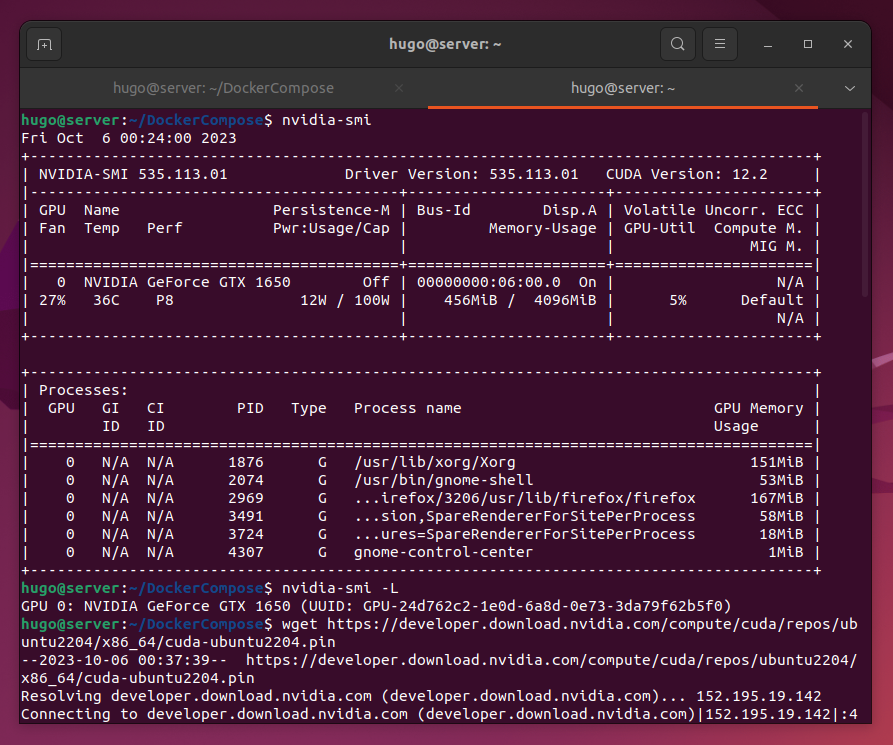 hugo@server: ~
hugo@server: ~/DockerCompose
hugo@server: ~
hugo@server:~/DockerCompose$ nvidia-smi
Fri Oct  6 00:24:00 2023
+---------------------------------------------------------------------------------------+
| NVIDIA-SMI 535.113.01             Driver Version: 535.113.01   CUDA Version: 12.2     |
|-----------------------------------------+----------------------+----------------------+
| GPU  Name                 Persistence-M | Bus-Id        Disp.A | Volatile Uncorr. ECC |
| Fan  Temp   Perf          Pwr:Usage/Cap |         Memory-Usage | GPU-Util  Compute M. |
|                                         |                      |               MIG M. |
|=========================================+======================+======================|
|   0  NVIDIA GeForce GTX 1650        Off | 00000000:06:00.0  On |                  N/A |
| 27%   36C    P8              12W / 100W |    456MiB /  4096MiB |      5%      Default |
|                                         |                      |                  N/A |
+-----------------------------------------+----------------------+----------------------+
+---------------------------------------------------------------------------------------+
| Processes:                                                                            |
|  GPU   GI   CI        PID   Type   Process name                            GPU Memory |
|        ID   ID                                                             Usage      |
|=======================================================================================|
|    0   N/A  N/A      1876      G   /usr/lib/xorg/Xorg                          151MiB |
|    0   N/A  N/A      2074      G   /usr/bin/gnome-shell                         53MiB |
|    0   N/A  N/A      2969      G   ...irefox/3206/usr/lib/firefox/firefox      167MiB |
|    0   N/A  N/A      3491      G   ...sion,SpareRendererForSitePerProcess       58MiB |
|    0   N/A  N/A      3724      G   ...ures=SpareRendererForSitePerProcess       18MiB |
|    0   N/A  N/A      4307      G   gnome-control-center                          1MiB |
+---------------------------------------------------------------------------------------+
hugo@server:~/DockerCompose$ nvidia-smi -L
GPU 0: NVIDIA GeForce GTX 1650 (UUID: GPU-24d762c2-1e0d-6a8d-0e73-3da79f62b5f0)
hugo@server:~/DockerCompose$ wget https://developer.download.nvidia.com/compute/cuda/repos/ub
untu2204/x86_64/cuda-ubuntu2204.pin
--2023-10-06 00:37:39--  https://developer.download.nvidia.com/compute/cuda/repos/ubuntu2204/
x86_64/cuda-ubuntu2204.pin
Resolving developer.download.nvidia.com (developer.download.nvidia.com)... 152.195.19.142
Connecting to developer.download.nvidia.com (developer.download.nvidia.com)|152.195.19.142|:4